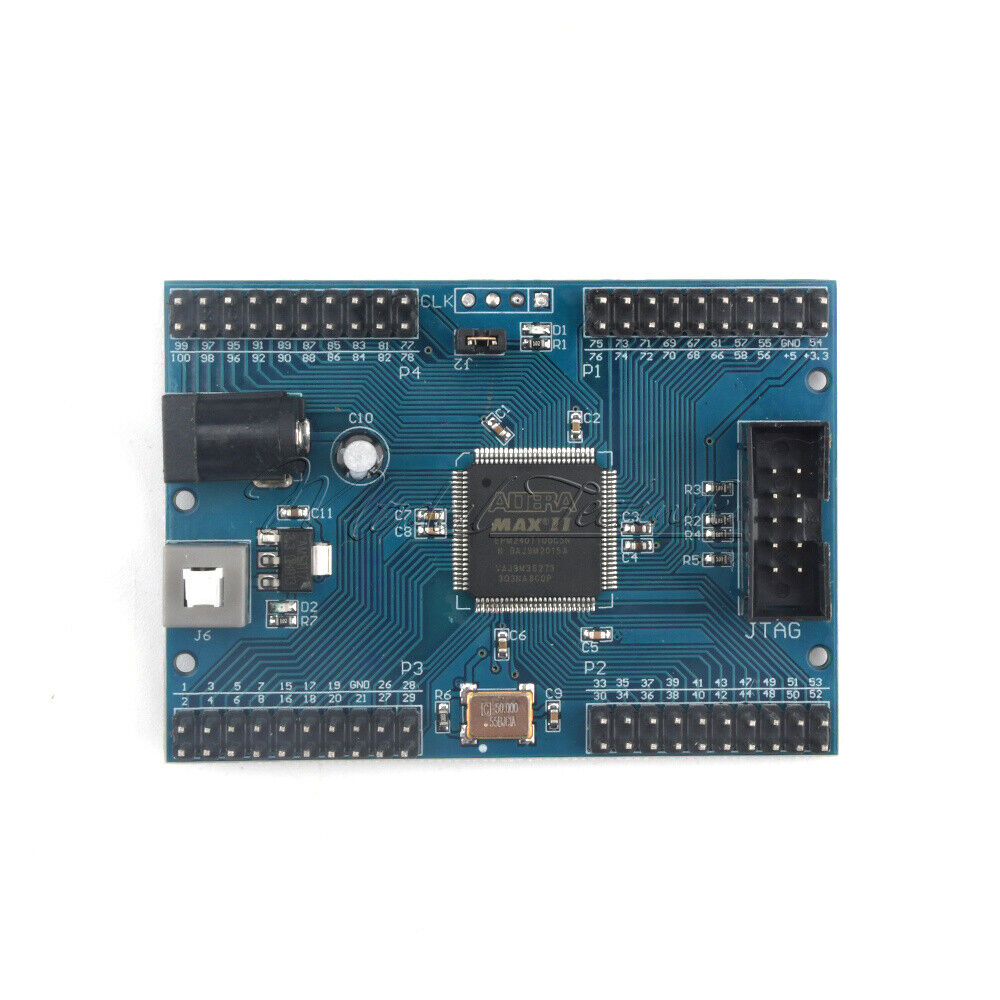 CLK
D1
R1
J2
99 97 95 91 89 87 85 83 81 77
100 98 96 92 90 88 86 84 82 78
P4
75 73 71 69 67 61 57 55 GND 54
76 74 72 70 68 66 58 56 +5 +3.3
P1
C10
C1
C2
C11
C7
C8
ALTERA
MAX II
EPM240T100C5N
C3
C4
R3
R2
R4
R5
JTAG
J6
D2
R7
C6
C5
P3
1 3 5 7 15 17 19 GND 26 28
2 4 6 8 16 18 20 21 27 29
P2
33 35 37 39 41 43 47 49 51 53
30 34 36 38 40 42 44 48 50 52
R6
C9
50.000